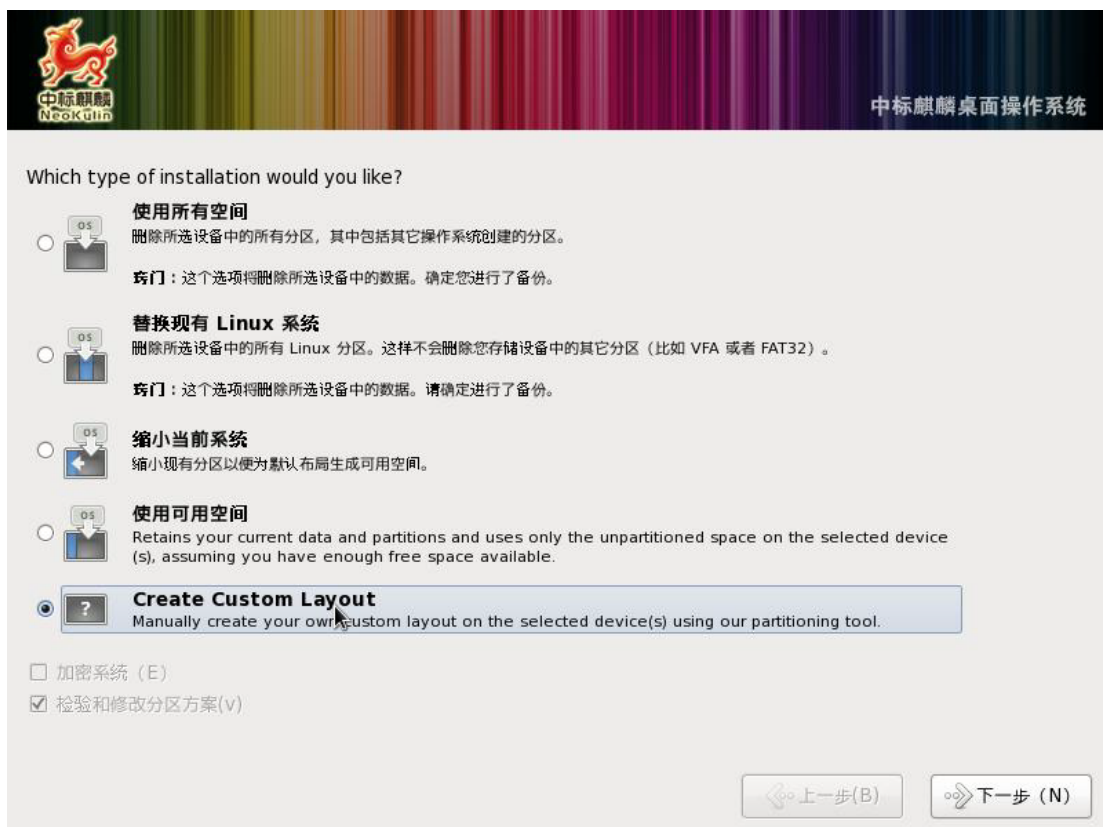 中标麒麟
NeoKylin
中标麒麟桌面操作系统
Which type of installation would you like?
使用所有空间
删除所选设备中的所有分区，其中包括其它操作系统创建的分区。
窍门：这个选项将删除所选设备中的数据。确定您进行了备份。
替换现有 Linux 系统
删除所选设备中的所有 Linux 分区。这样不会删除您存储设备中的其它分区（比如 VFA 或者 FAT32）。
窍门：这个选项将删除所选设备中的数据。请确定进行了备份。
缩小当前系统
缩小现有分区以便为默认布局生成可用空间。
使用可用空间
Retains your current data and partitions and uses only the unpartitioned space on the selected device
(s), assuming you have enough free space available.
Create Custom Layout
Manually create your own custom layout on the selected device(s) using our partitioning tool.
加密系统（E）
检验和修改分区方案(v)
上一步(B)
下一步（N）
OS
OS
OS
OS
?